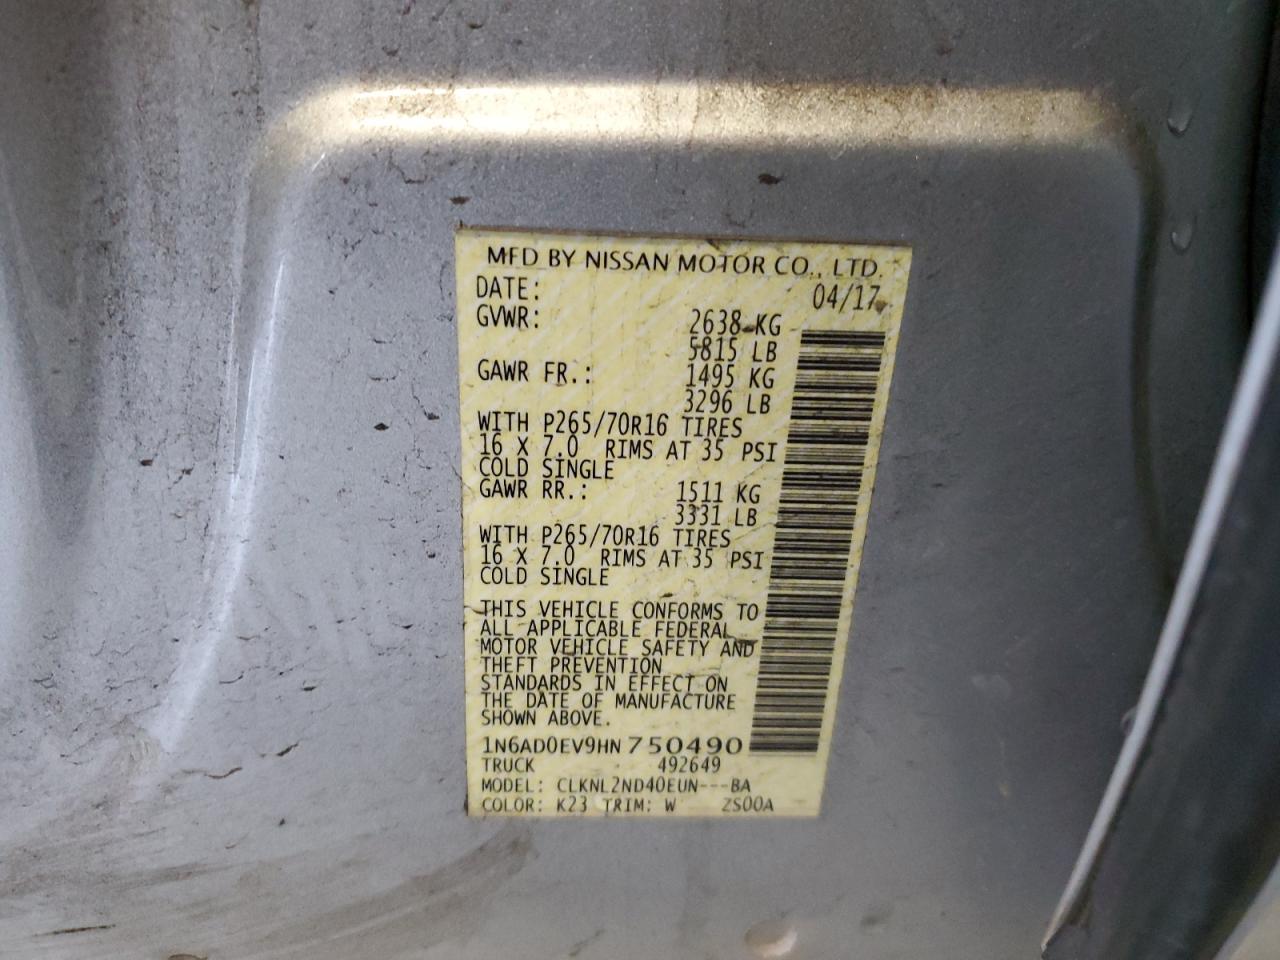 MFD BY NISSAN MOTOR CO., LTD.
DATE: 04/17
GVWR: 2638 KG
5815 LB
GAWR FR.: 1495 KG
3296 LB
WITH P265/70R16 TIRES
16 X 7.0 RIMS AT 35 PSI
COLD SINGLE
GAWR RR.: 1511 KG
3331 LB
WITH P265/70R16 TIRES
16 X 7.0 RIMS AT 35 PSI
COLD SINGLE
THIS VEHICLE CONFORMS TO
ALL APPLICABLE FEDERAL
MOTOR VEHICLE SAFETY AND
THEFT PREVENTION
STANDARDS IN EFFECT ON
THE DATE OF MANUFACTURE
SHOWN ABOVE.
1N6AD0EV9HN750490
TRUCK 492649
MODEL: CLKNL2ND40EUN---BA
COLOR: K23 TRIM: W ZS00A